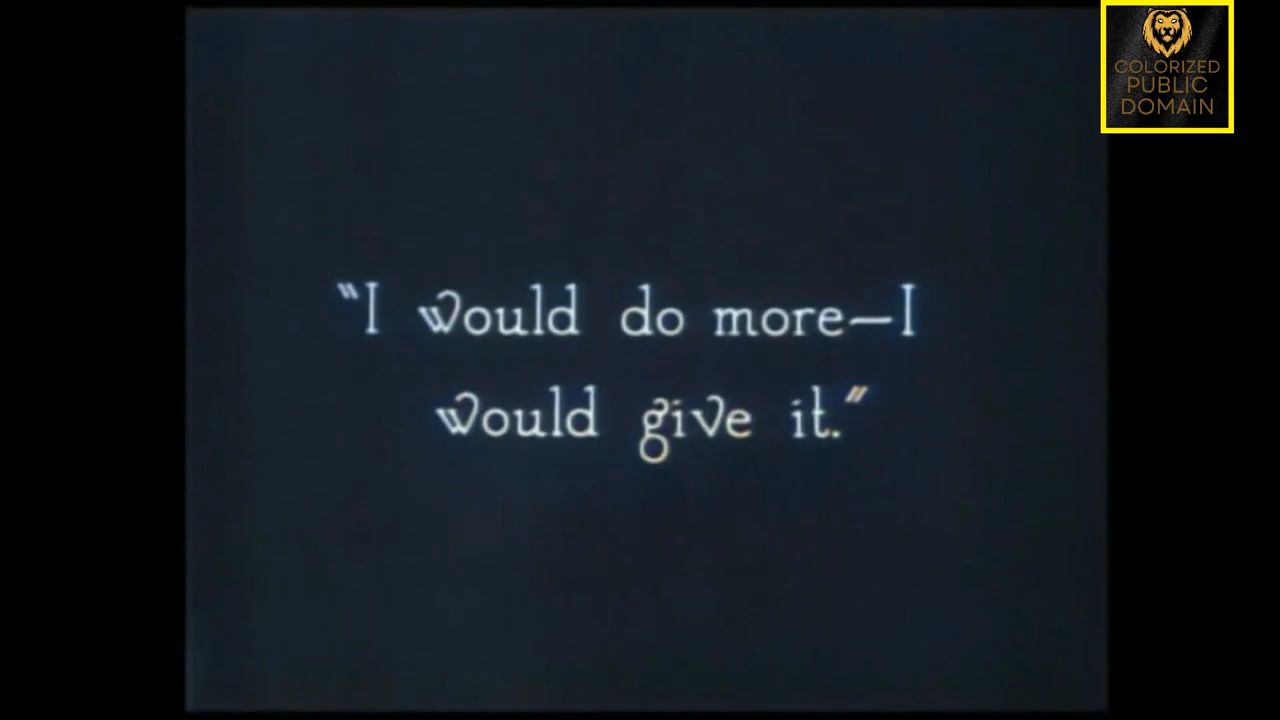 "I would do more—I
would give it."
COLORIZED
PUBLIC
DOMAIN